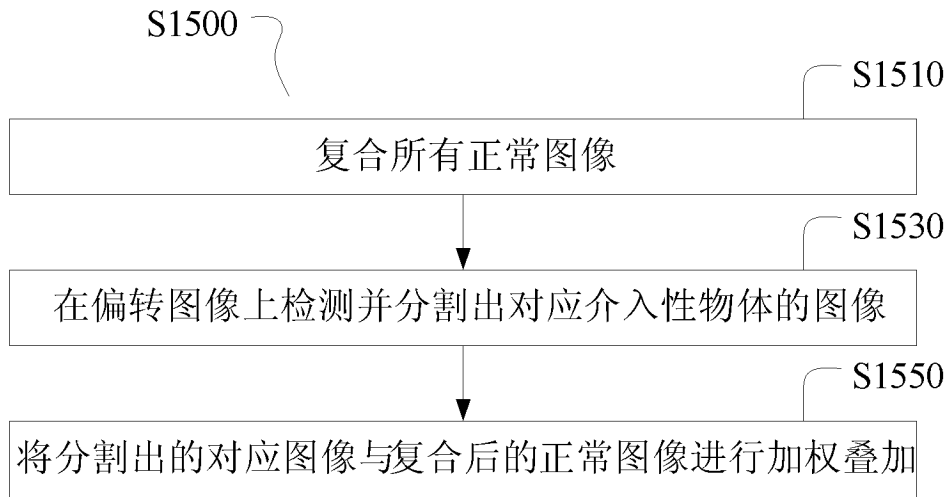 S1500
S1510
复合所有正常图像
S1530
在偏转图像上检测并分割出对应介入性物体的图像
S1550
将分割出的对应图像与复合后的正常图像进行加权叠加